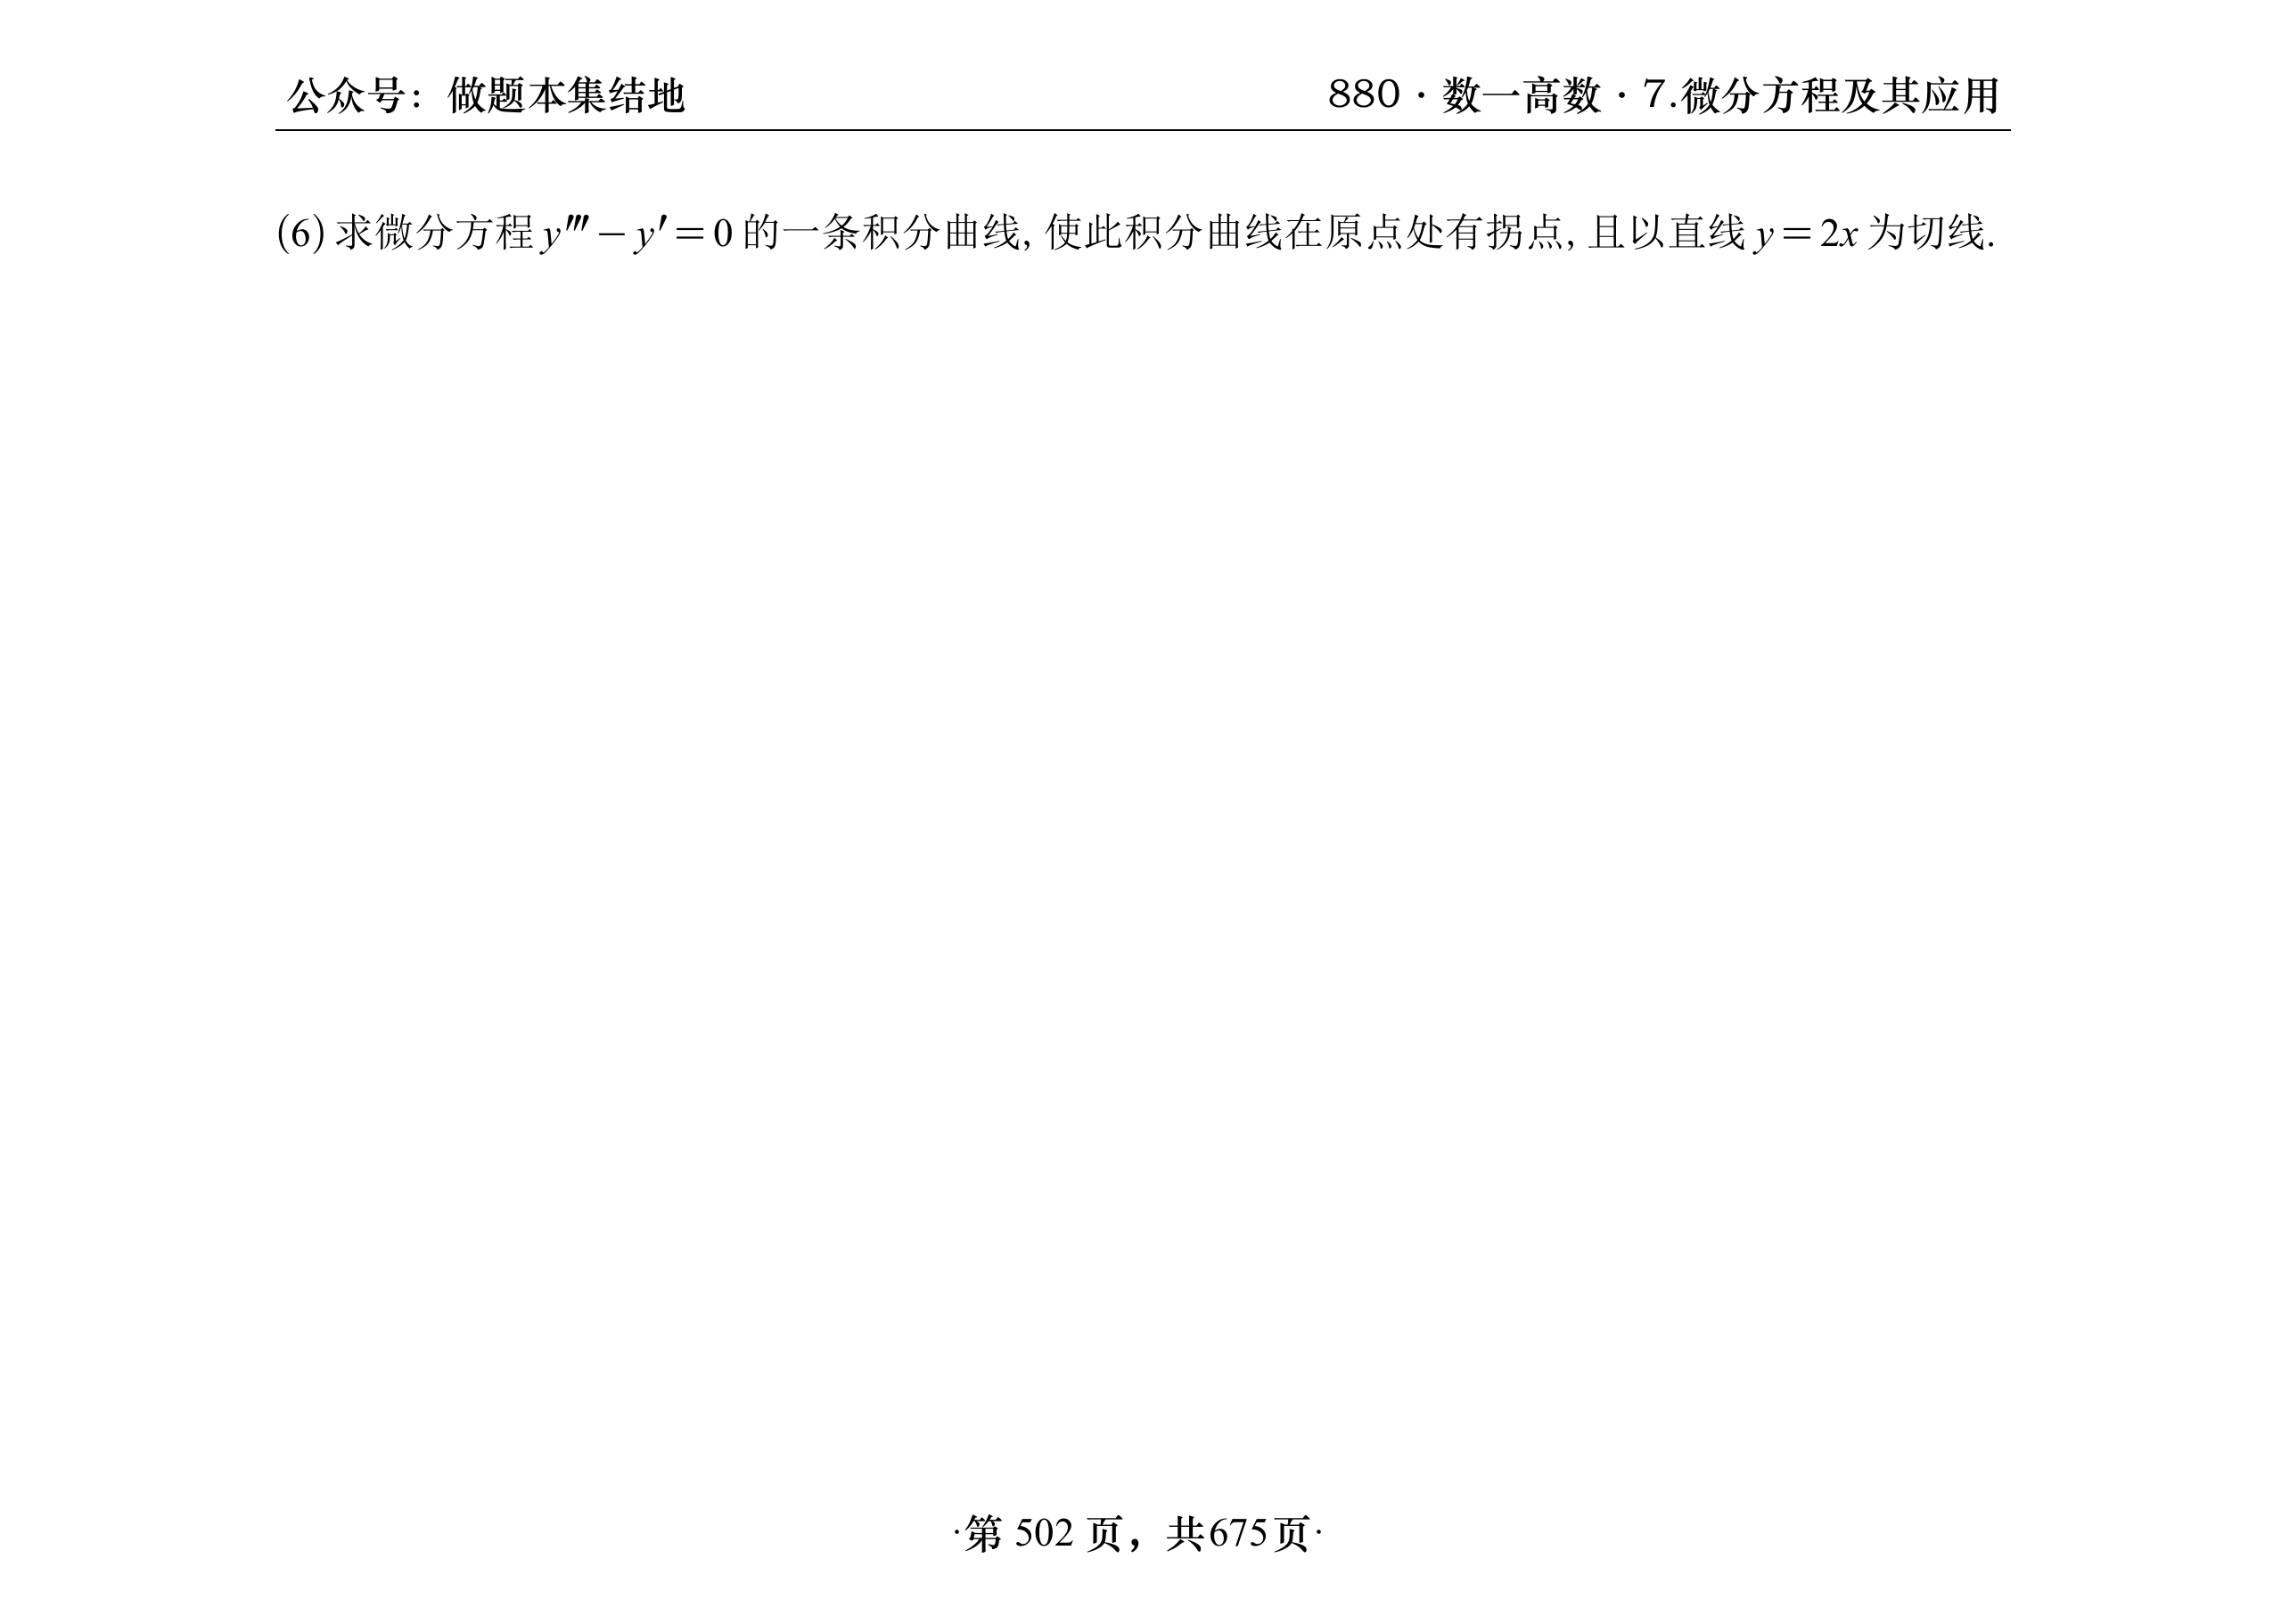 公众号：做题本集结地
880 · 数一高数 · 7.微分方程及其应用
(6) 求微分方程 y‴ − y′ = 0 的一条积分曲线, 使此积分曲线在原点处有拐点, 且以直线 y = 2x 为切线.
·第 502 页，共675页·